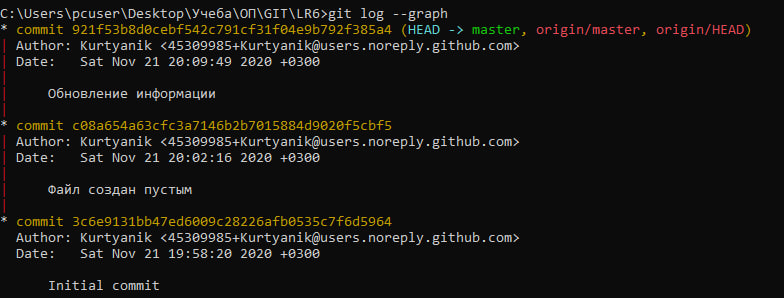 C:\Users\pcuser\Desktop\Учеба\ОП\GIT\LR6>git log --graph
* commit 921f53b8d0cebf542c791cf31f04e9b792f385a4 (HEAD -> master, origin/master, origin/HEAD)
| Author: Kurtyanik <45309985+Kurtyanik@users.noreply.github.com>
| Date:   Sat Nov 21 20:09:49 2020 +0300
|
|     Обновление информации
|
* commit c08a654a63cfc3a7146b2b7015884d9020f5cbf5
| Author: Kurtyanik <45309985+Kurtyanik@users.noreply.github.com>
| Date:   Sat Nov 21 20:02:16 2020 +0300
|
|     Файл создан пустым
|
* commit 3c6e9131bb47ed6009c28226afb0535c7f6d5964
  Author: Kurtyanik <45309985+Kurtyanik@users.noreply.github.com>
  Date:   Sat Nov 21 19:58:20 2020 +0300
      Initial commit